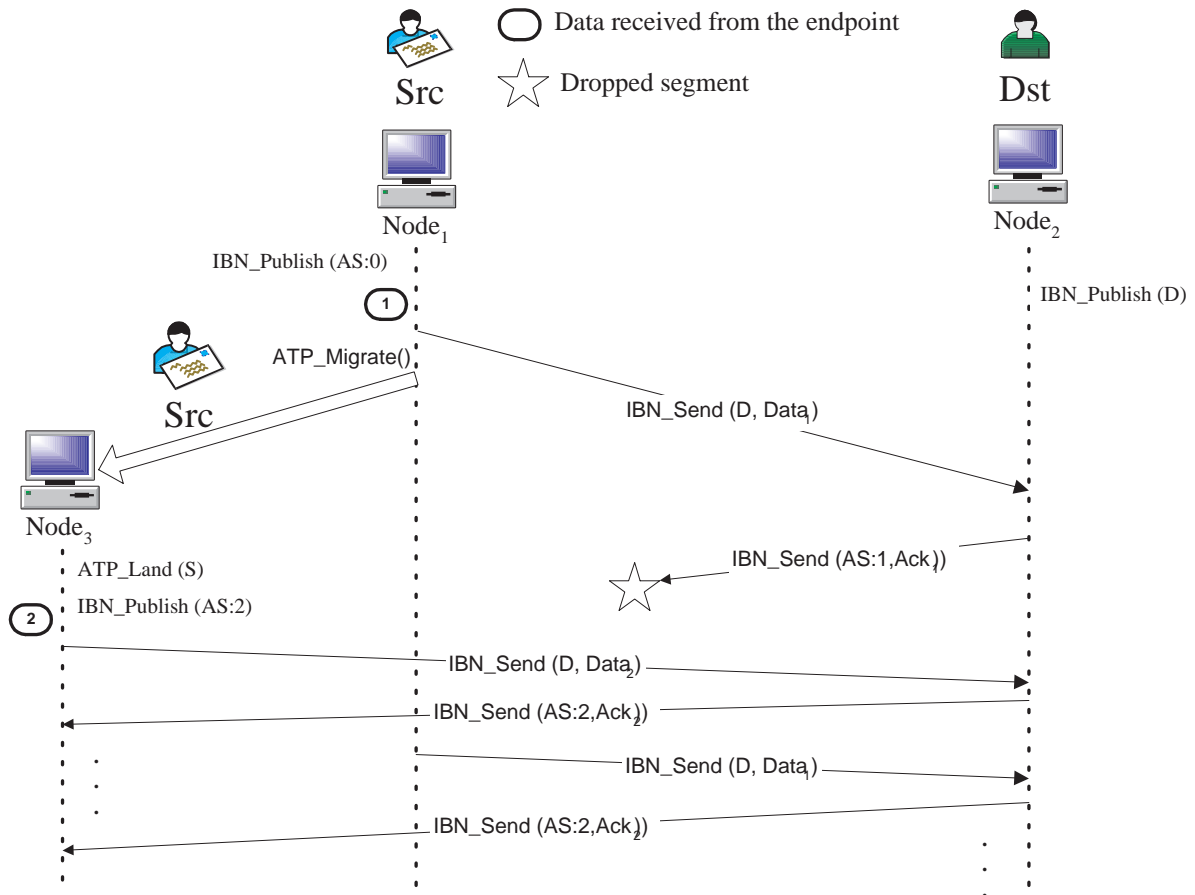 Data received from the endpoint
Src
Dropped segment
Dst
Node1
Node2
IBN_Publish (AS:0)
IBN_Publish (D)
1
ATP_Migrate()
Src
IBN_Send (D, Data1)
Node3
IBN_Send (AS:1,Ack1))
ATP_Land (S)
IBN_Publish (AS:2)
2
IBN_Send (D, Data2)
IBN_Send (AS:2,Ack2))
IBN_Send (D, Data1)
IBN_Send (AS:2,Ack2))